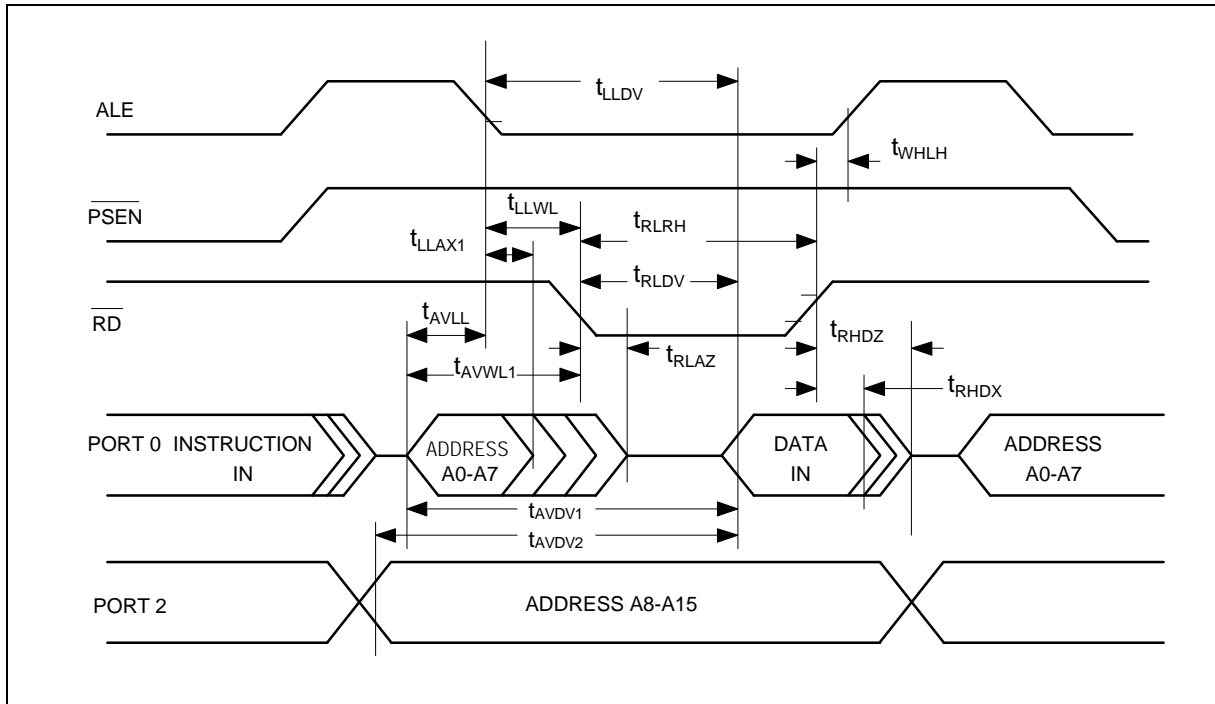 ALE
tLLDV
tWHLH
PSEN
tLLWL
tRLRH
tLLAX1
tRLDV
RD
tAVLL
tRLAZ
tRHDZ
tAVWL1
tRHDX
PORT 0 INSTRUCTION IN
ADDRESS A0-A7
DATA IN
ADDRESS A0-A7
tAVDV1
tAVDV2
PORT 2
ADDRESS A8-A15